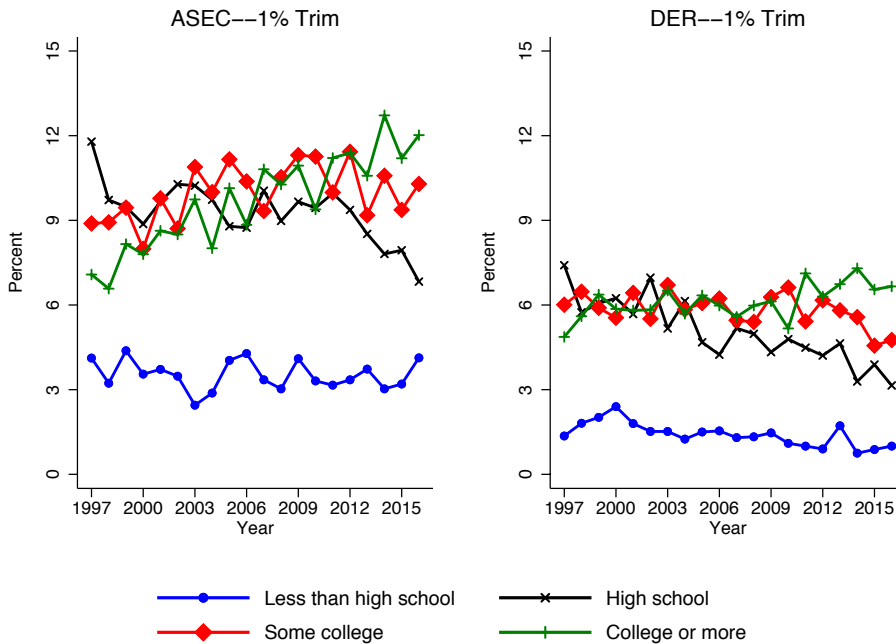 ASEC−−1% Trim
15
12
9
6
3
0
Percent
1997 2000 2003 2006 2009 2012 2015
Year
DER−−1% Trim
15
12
9
6
3
0
Percent
1997 2000 2003 2006 2009 2012 2015
Year
Less than high school
High school
Some college
College or more